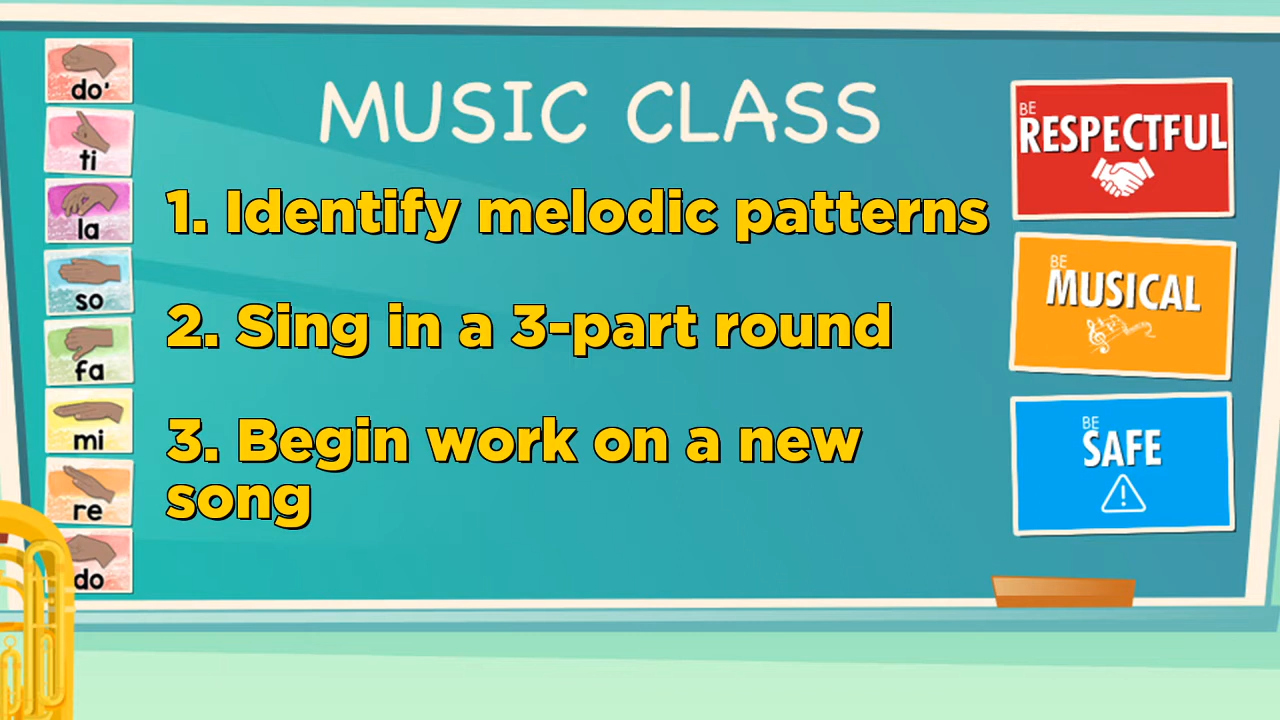 MUSIC CLASS
do'
ti
la
so
fa
mi
re
do
1. Identify melodic patterns
2. Sing in a 3-part round
3. Begin work on a new
song
BE
RESPECTFUL
BE
MUSICAL
BE
SAFE